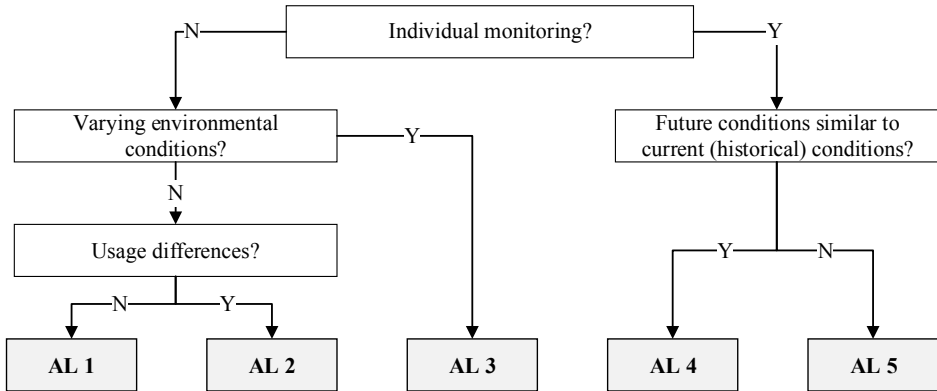 Individual monitoring?
N
Y
Varying environmental
conditions?
Y
Future conditions similar to
current (historical) conditions?
N
Usage differences?
Y
N
N
Y
AL 1
AL 2
AL 3
AL 4
AL 5